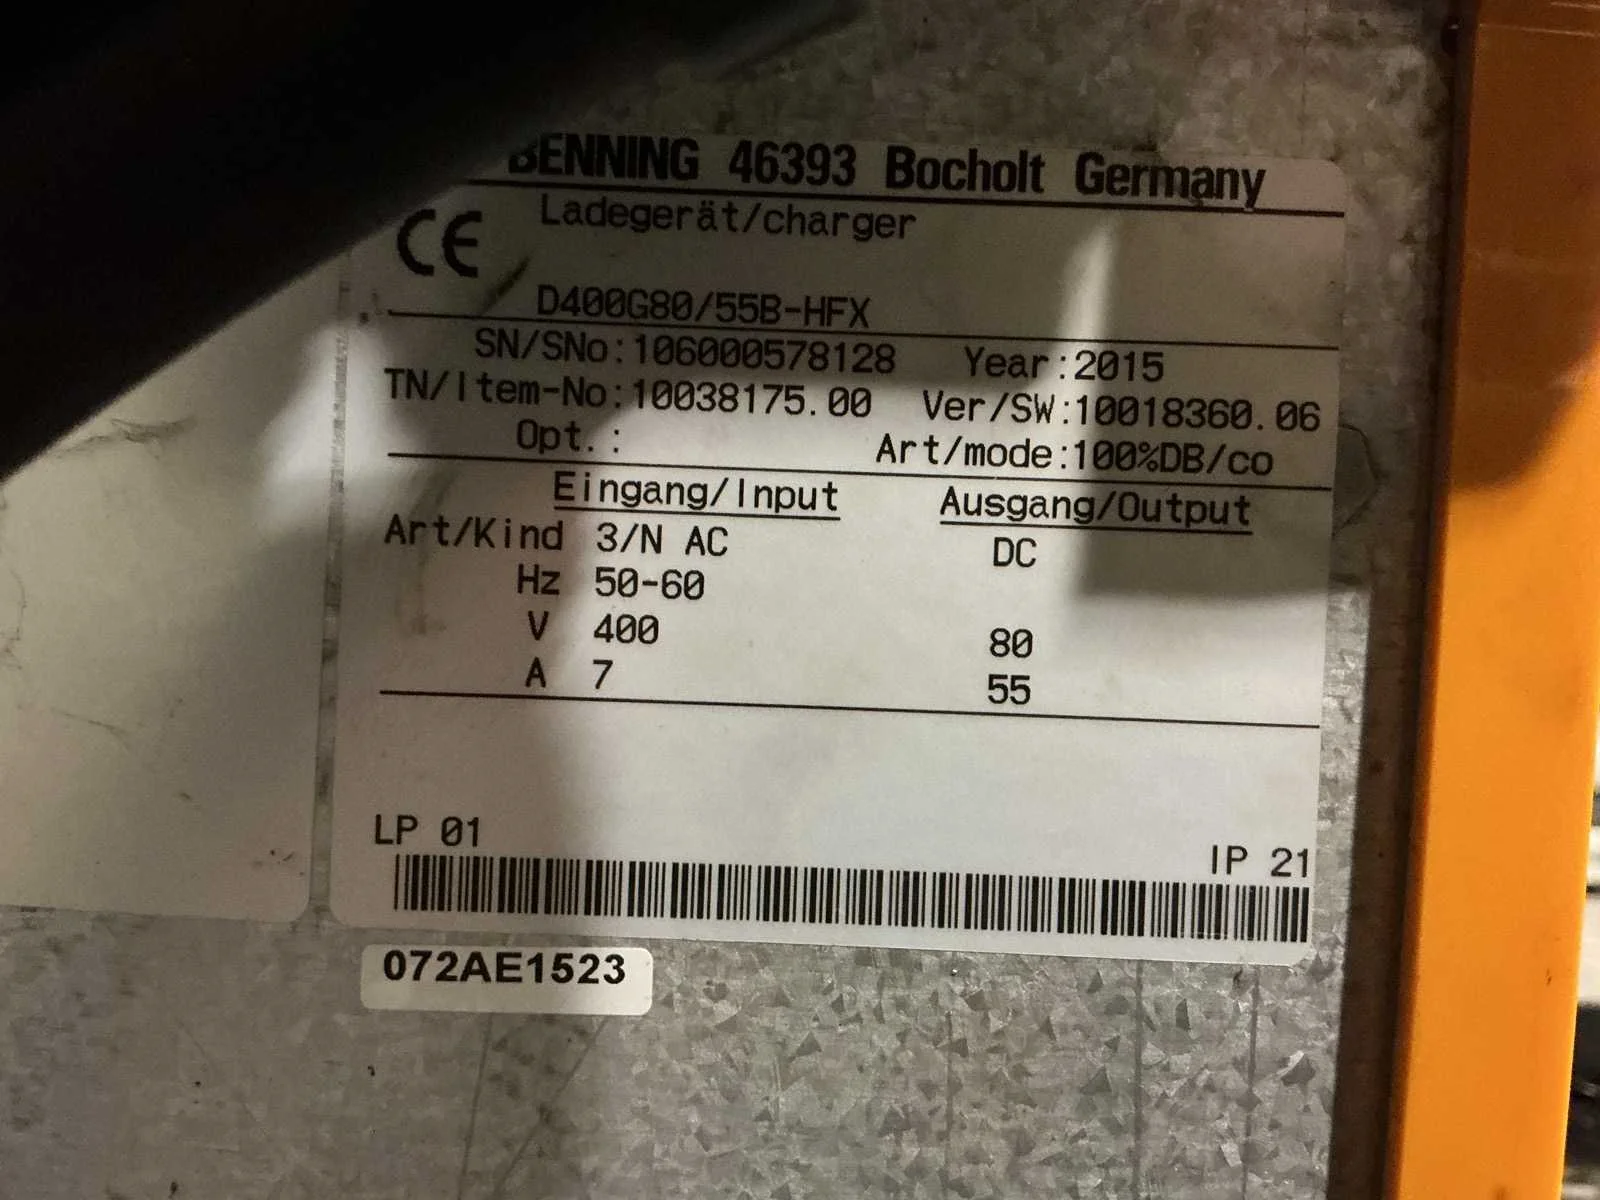 BENNING 46393 Bocholt Germany
CE Ladegerät/charger
D400G80/55B-HFX
SN/SNo:106000578128 Year:2015
TN/Item-No:10038175.00 Ver/SW:10018360.06
Opt.: Art/mode:100%DB/co
Eingang/Input Ausgang/Output
Art/Kind 3/N AC DC
Hz 50-60
V 400 80
A 7 55
LP 01
IP 21
072AE1523